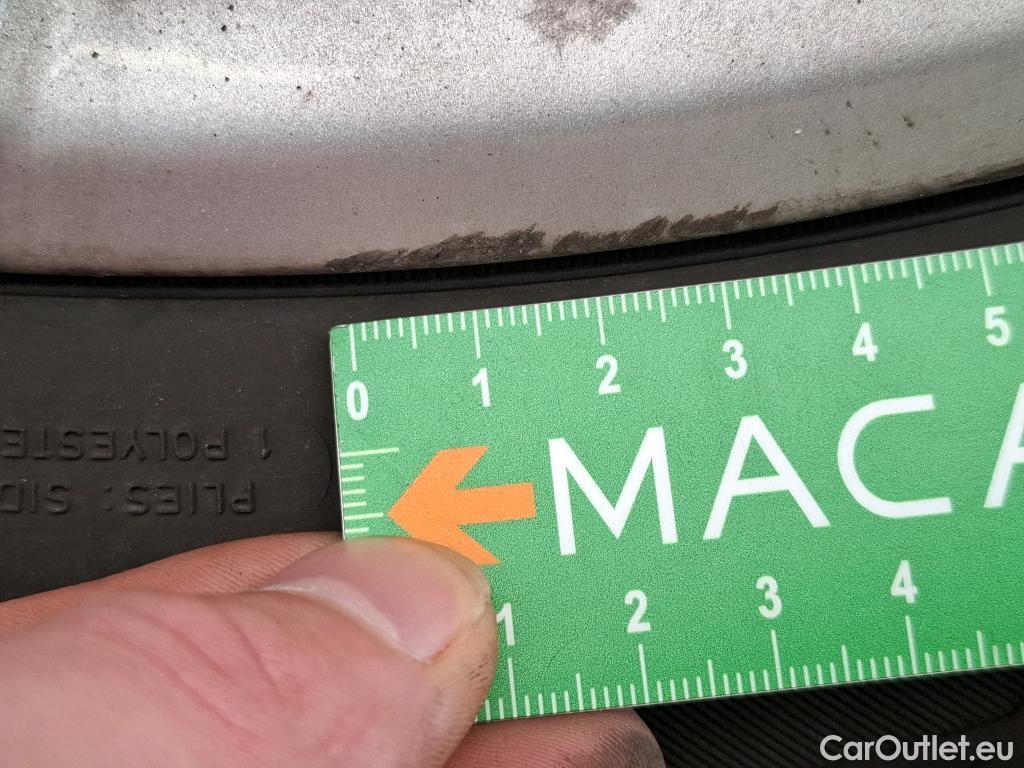 0 1 2 3 4 5
MACA
1 2 3 4
PLIES: SID
1 POLYESTE
CarOutlet.eu